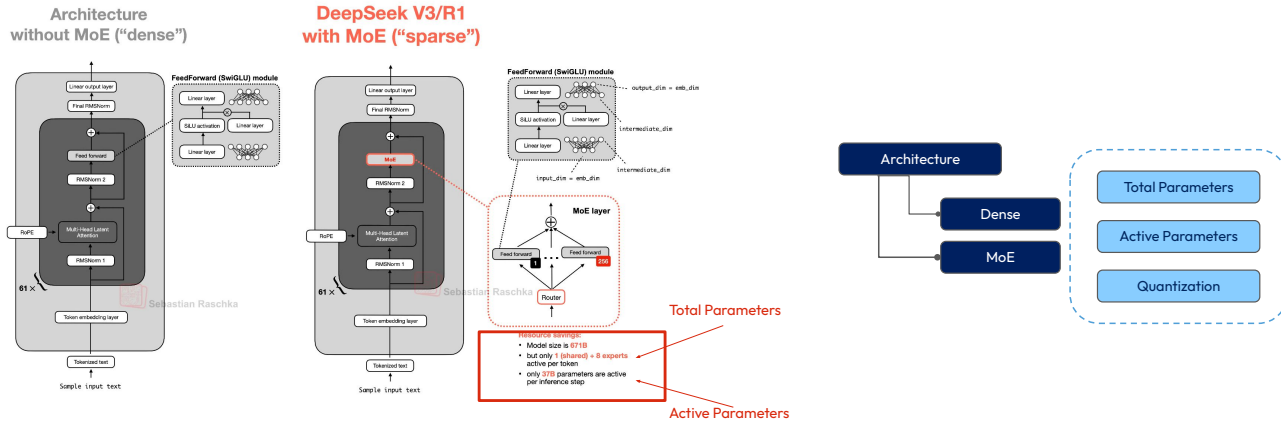 Architecture
without MoE (“dense”)
FeedForward (SwiGLU) module
Linear output layer
Final RMSNorm
Linear layer
SiLU activation
Linear layer
Linear layer
Feed forward
RMSNorm 2
Multi-Head Latent
Attention
RoPE
RMSNorm 1
61 ×
Sebastian Raschka
Token embedding layer
Tokenized text
Sample input text
DeepSeek V3/R1
with MoE (“sparse”)
FeedForward (SwiGLU) module
Linear output layer
Final RMSNorm
Linear layer
output_dim = emb_dim
SiLU activation
Linear layer
intermediate_dim
Linear layer
intermediate_dim
input_dim = emb_dim
MoE
RMSNorm 2
Multi-Head Latent
Attention
RoPE
RMSNorm 1
61 ×
Sebastian Raschka
Token embedding layer
Tokenized text
Sample input text
MoE layer
Feed forward
1
Feed forward
256
Router
Resource savings:
• Model size is 671B
• but only 1 (shared) + 8 experts
active per token
• only 37B parameters are active
per inference step
Total Parameters
Active Parameters
Architecture
Dense
MoE
Total Parameters
Active Parameters
Quantization